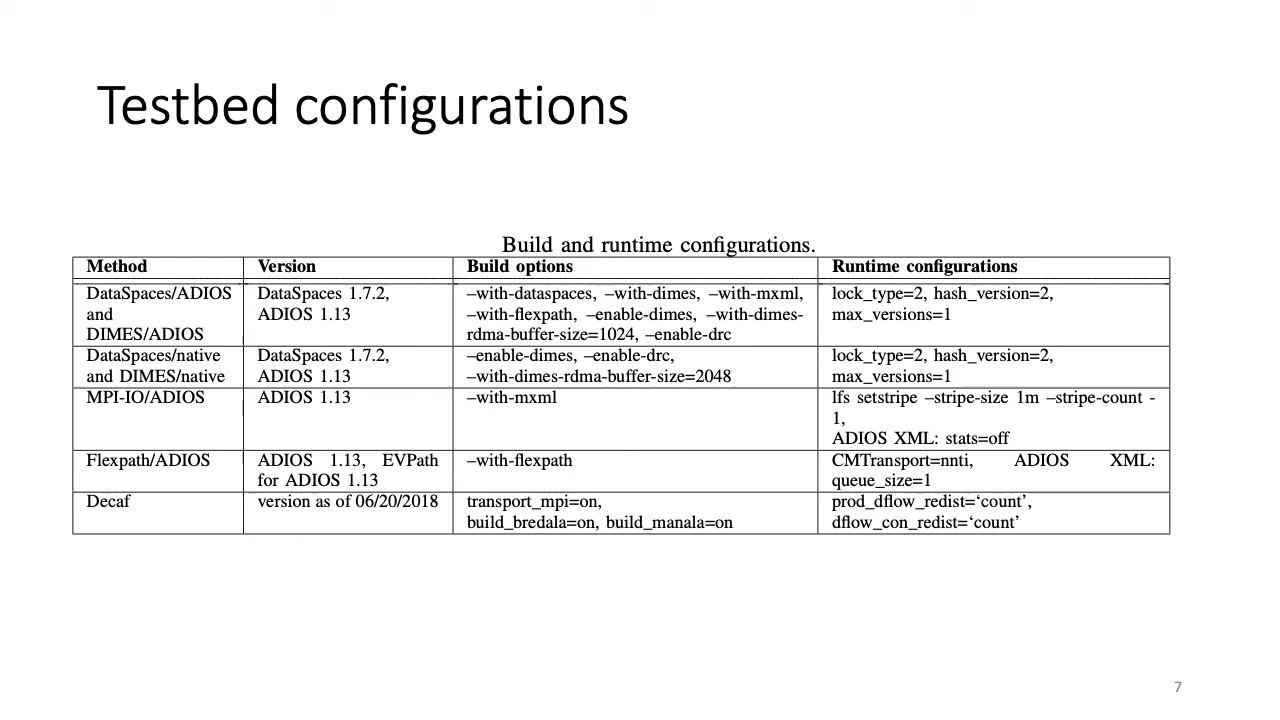 Testbed configurations
Build and runtime configurations.
Method Version Build options Runtime configurations
DataSpaces/ADIOS
and
DIMES/ADIOS
DataSpaces 1.7.2,
ADIOS 1.13
–with-dataspaces, –with-dimes, –with-mxml,
–with-flexpath, –enable-dimes, –with-dimes-
rdma-buffer-size=1024, –enable-drc
lock_type=2, hash_version=2,
max_versions=1
DataSpaces/native
and DIMES/native
DataSpaces 1.7.2,
ADIOS 1.13
–enable-dimes, –enable-drc,
–with-dimes-rdma-buffer-size=2048
lock_type=2, hash_version=2,
max_versions=1
MPI-IO/ADIOS
ADIOS 1.13
–with-mxml
lfs setstripe –stripe-size 1m –stripe-count -
1,
ADIOS XML: stats=off
Flexpath/ADIOS
ADIOS 1.13, EVPath
for ADIOS 1.13
–with-flexpath
CMTransport=nnti, ADIOS XML:
queue_size=1
Decaf
version as of 06/20/2018
transport_mpi=on,
build_bredala=on, build_manala=on
prod_dflow_redist=‘count’,
dflow_con_redist=‘count’
7